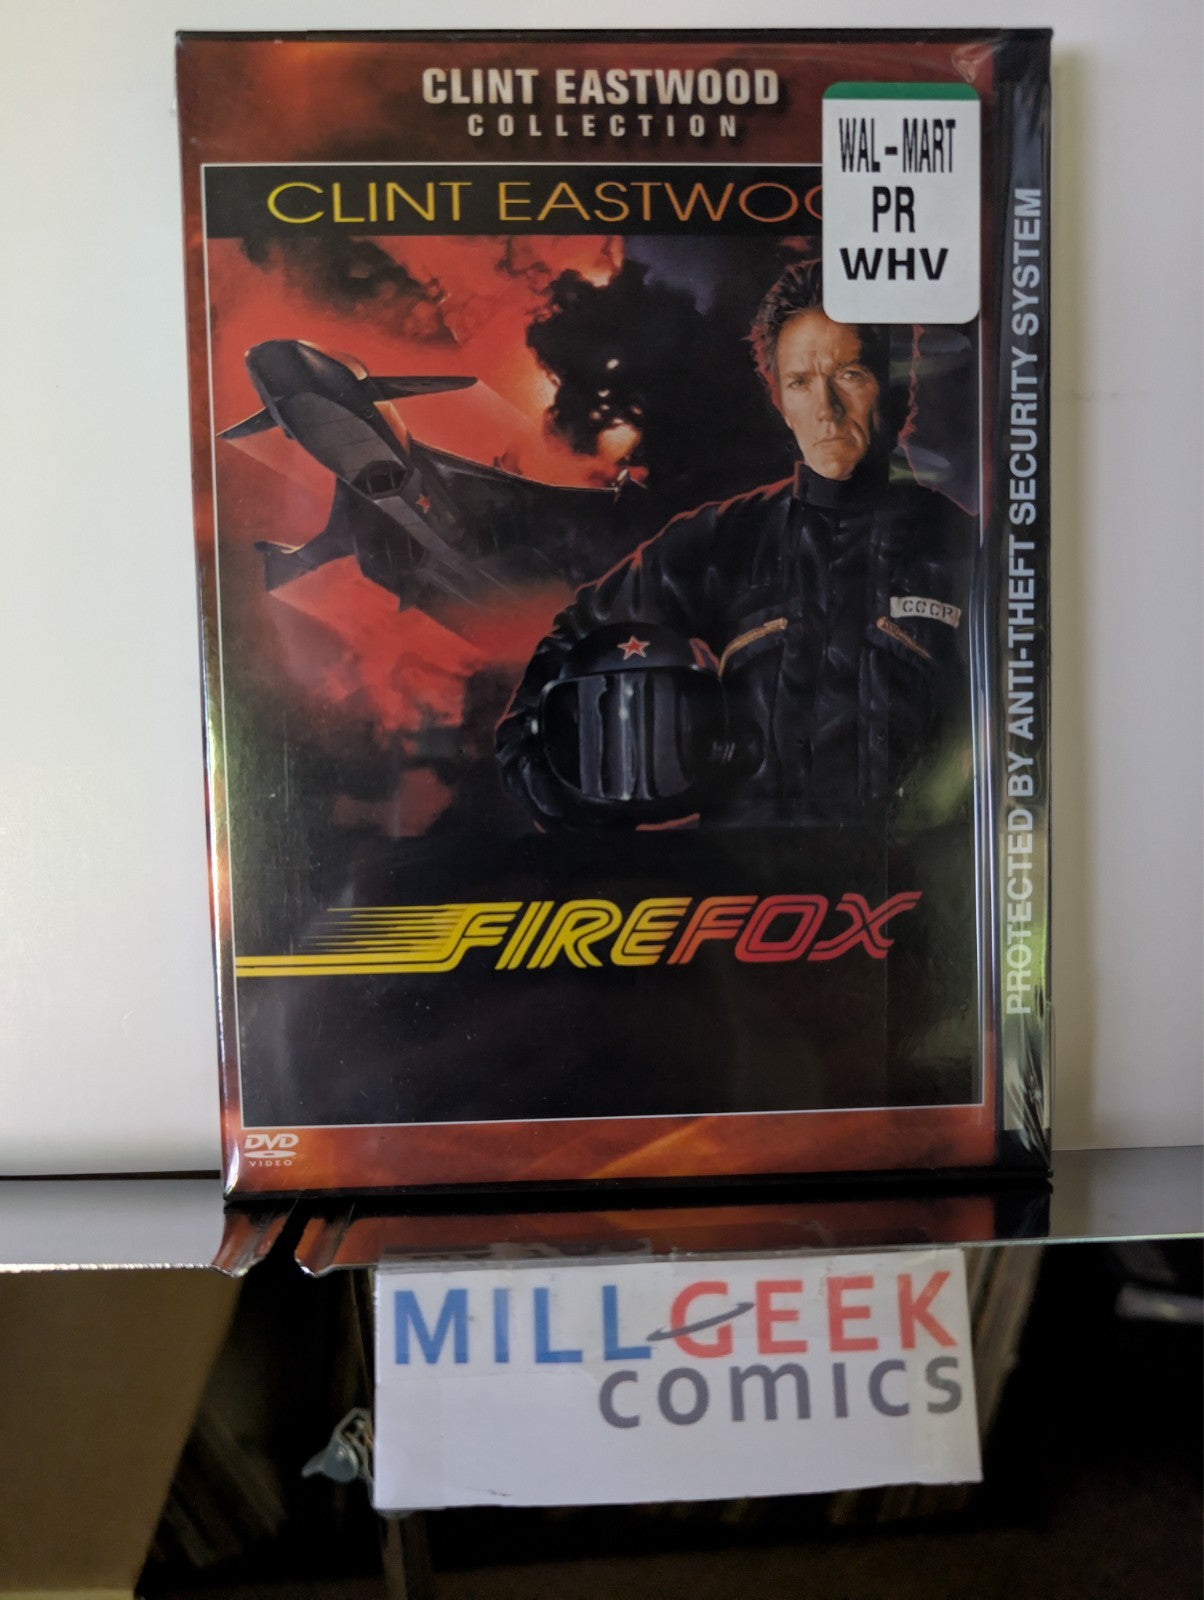 CLINT EASTWOOD
COLLECTION
CLINT EASTWOO
WAL-MART
PR
WHV
CCCP
FIREFOX
DVD
VIDEO
PROTECTED BY ANTI-THEFT SECURITY SYSTEM
MILLGEEK
comics